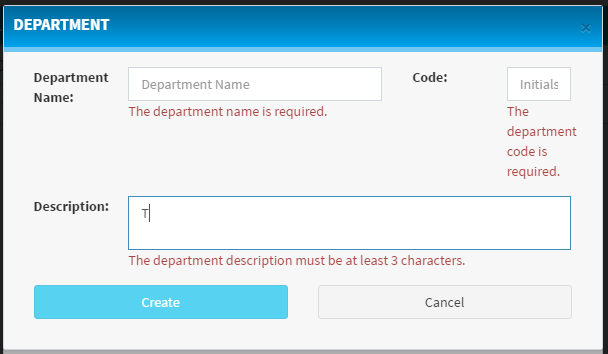 DEPARTMENT
×
Department Name:
Department Name
Code:
Initials
The department name is required.
The department code is required.
Description:
T
The department description must be at least 3 characters.
Create
Cancel